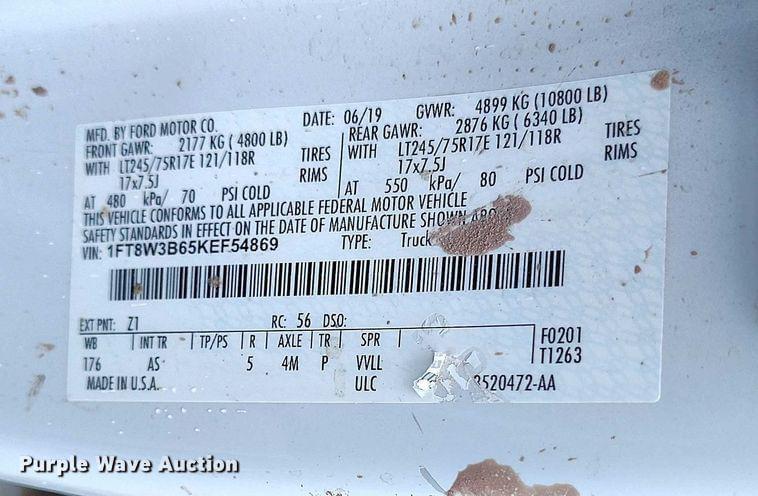 MFD. BY FORD MOTOR CO.
DATE: 06/19 GVWR: 4899 KG (10800 LB)
FRONT GAWR: 2177 KG ( 4800 LB)
REAR GAWR: 2876 KG ( 6340 LB)
WITH LT245/75R17E 121/118R TIRES
WITH LT245/75R17E 121/118R TIRES
17x7.5J RIMS
17x7.5J RIMS
AT 480 kPa/ 70 PSI COLD
AT 550 kPa/ 80 PSI COLD
THIS VEHICLE CONFORMS TO ALL APPLICABLE FEDERAL MOTOR VEHICLE
SAFETY STANDARDS IN EFFECT ON THE DATE OF MANUFACTURE SHOWN
VIN: 1FT8W3B65KEF54869 TYPE: Truck
EXT PNT: Z1 RC: 56 DSO:
WB INT TR TP/PS R AXLE TR SPR F0201
176 AS 5 4M P VVLL T1263
MADE IN U.S.A. ULC 8520472-AA
Purple Wave Auction